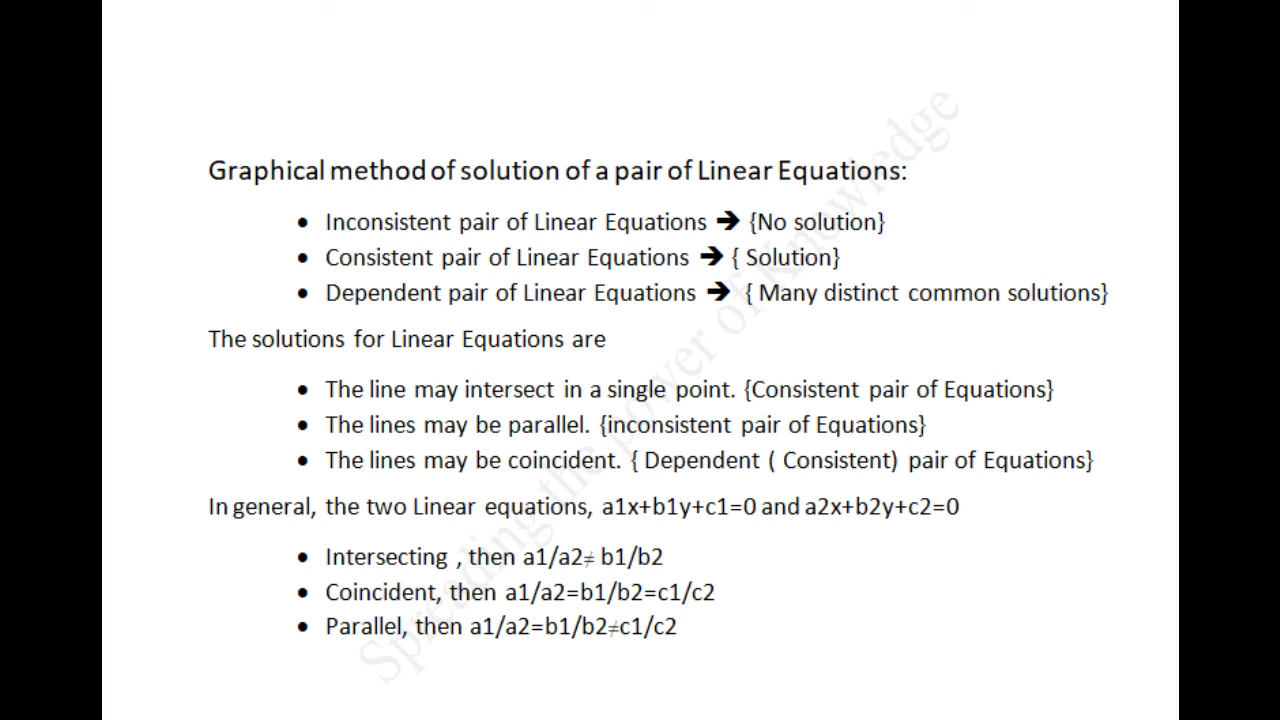 Graphical method of solution of a pair of Linear Equations:
• Inconsistent pair of Linear Equations ➔ {No solution}
• Consistent pair of Linear Equations ➔ { Solution}
• Dependent pair of Linear Equations ➔ { Many distinct common solutions}
The solutions for Linear Equations are
• The line may intersect in a single point. {Consistent pair of Equations}
• The lines may be parallel. {inconsistent pair of Equations}
• The lines may be coincident. { Dependent ( Consistent) pair of Equations}
In general, the two Linear equations, a1x+b1y+c1=0 and a2x+b2y+c2=0
• Intersecting , then a1/a2≠ b1/b2
• Coincident, then a1/a2=b1/b2=c1/c2
• Parallel, then a1/a2=b1/b2≠c1/c2
Spreading the power of Knowledge